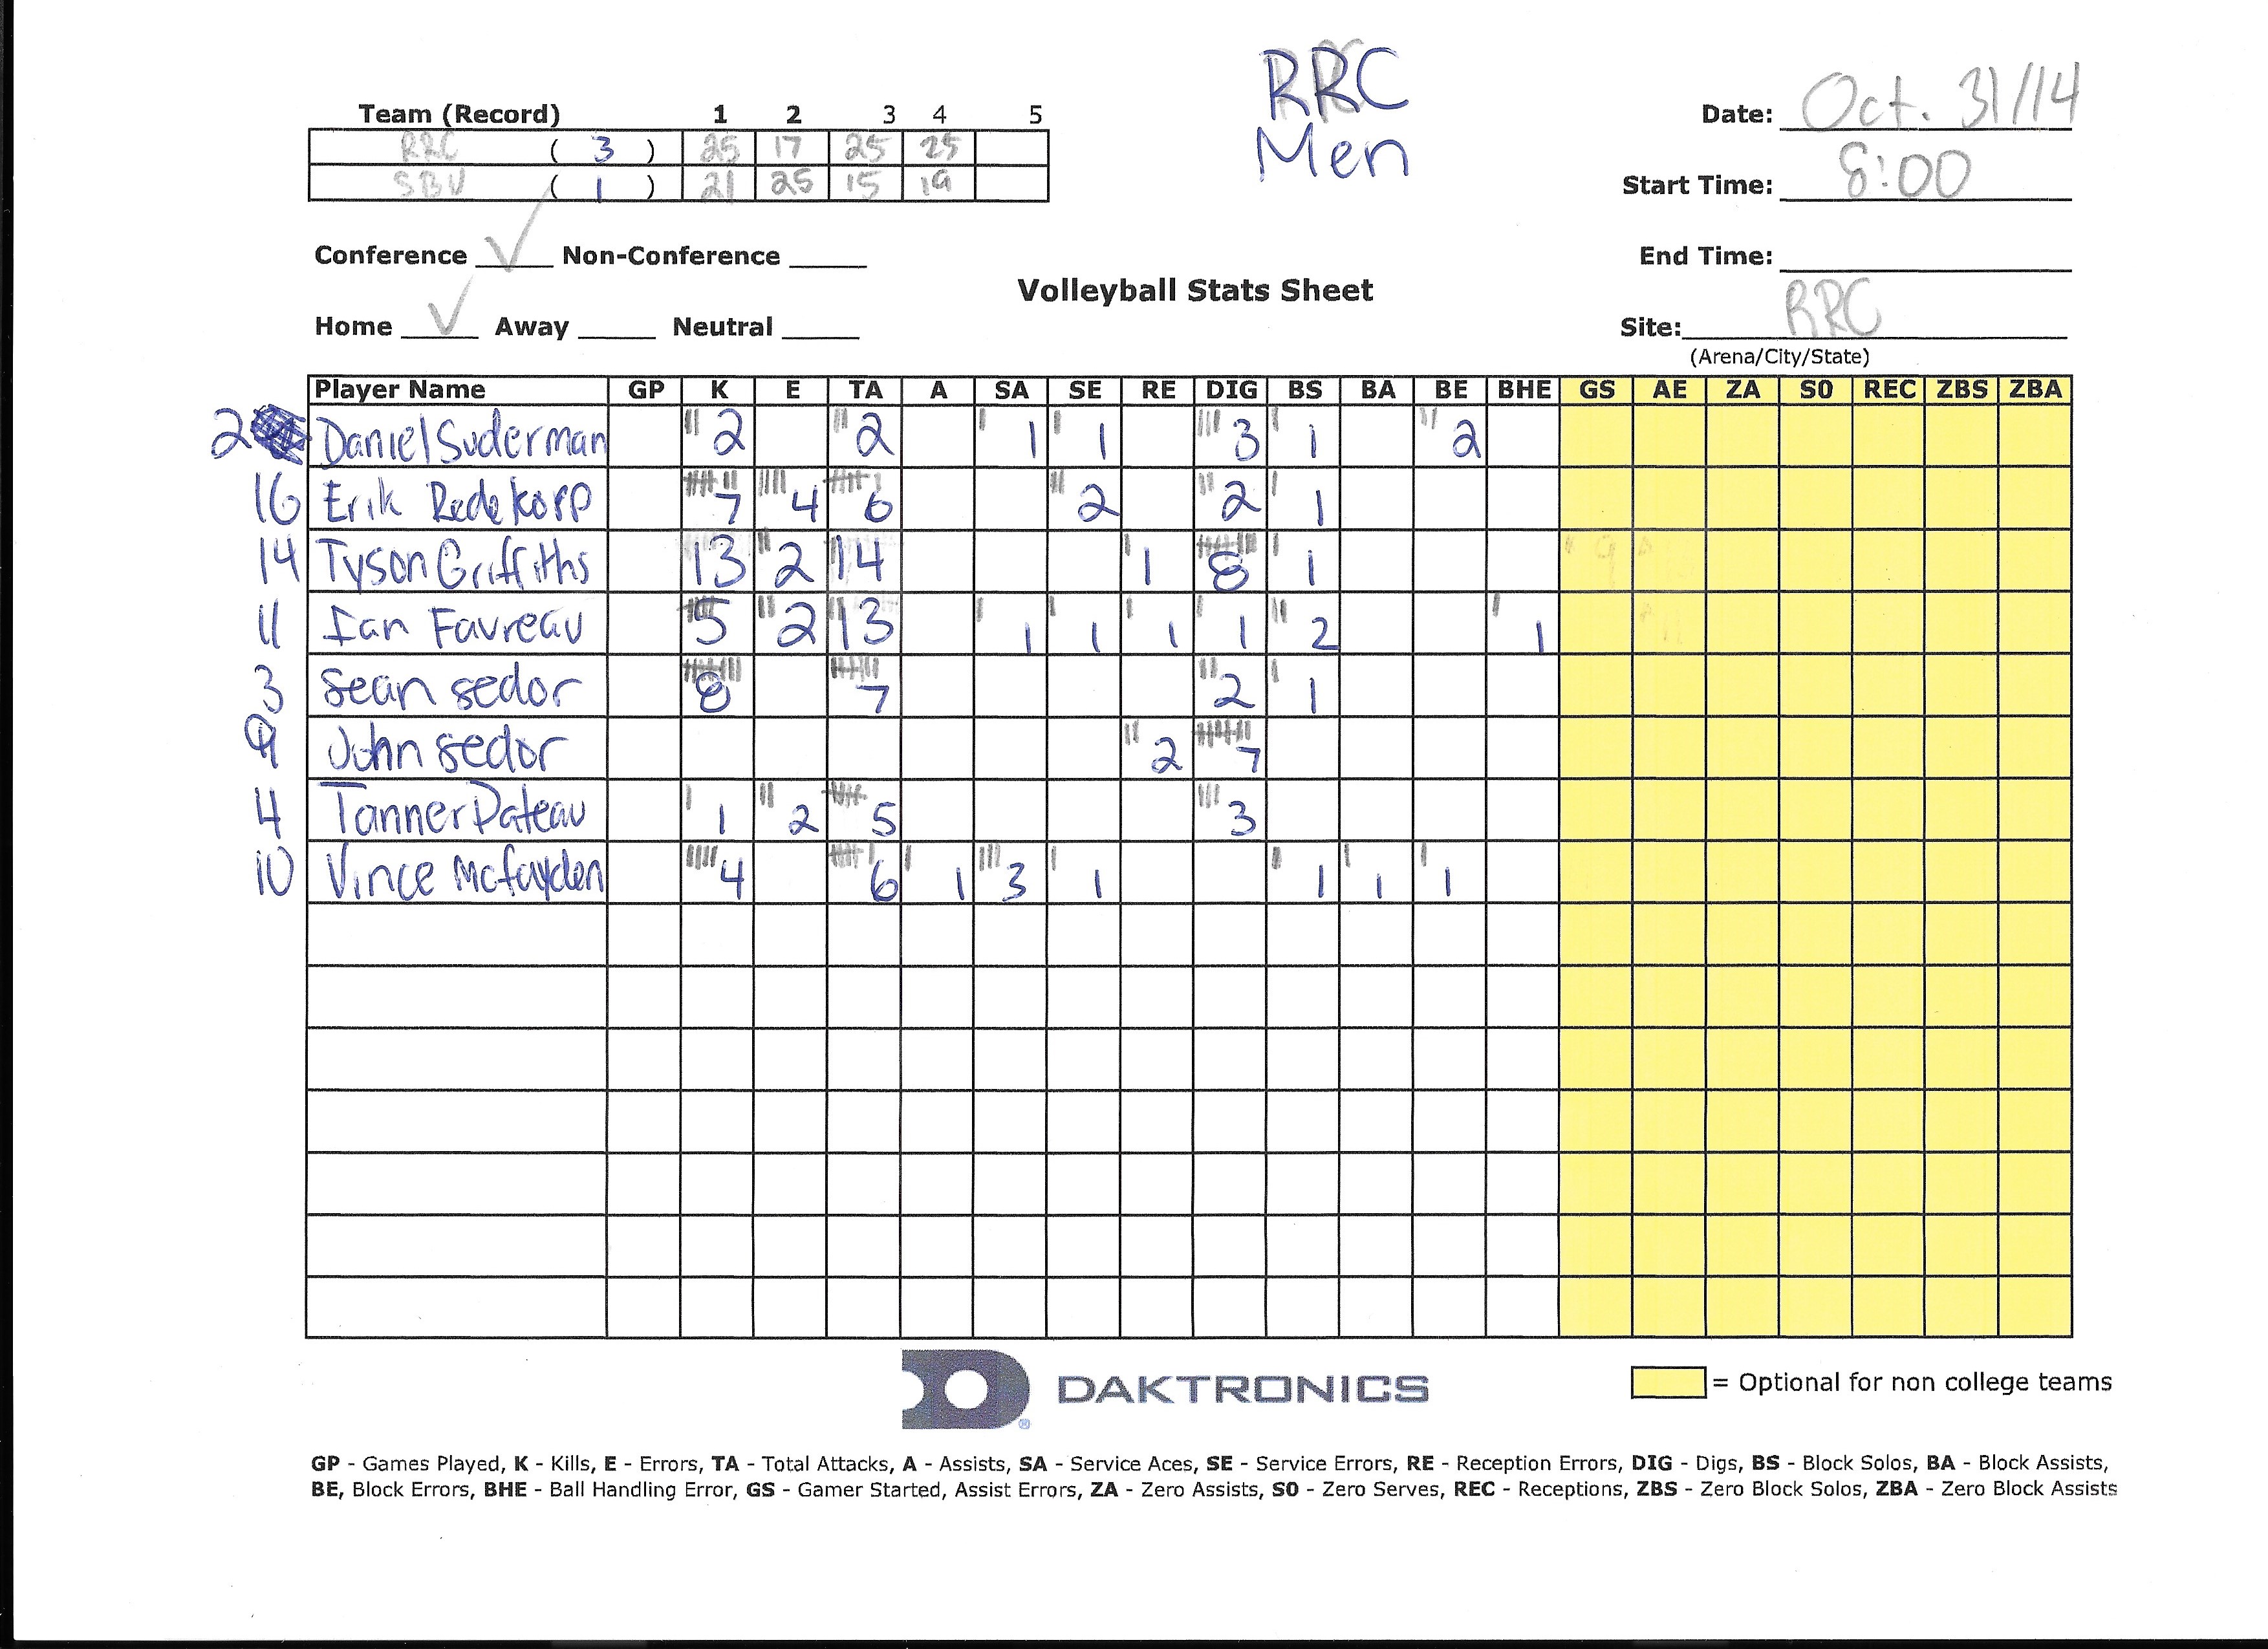 RRC
Men
Team (Record) 1 2 3 4 5
RRC ( 3 ) 25 17 25 25
SBU ( 1 ) 21 25 15 19
Date: Oct. 31/14
Start Time: 8:00
Conference √ Non-Conference
End Time:
Volleyball Stats Sheet
Home √ Away Neutral
Site: RRC
(Arena/City/State)
Player Name GP K E TA A SA SE RE DIG BS BA BE BHE GS AE ZA S0 REC ZBS ZBA
2 Daniel Suderman 2 2 1 1 3 1 2
16 Erik Redekorp 7 4 6 2 2 1
14 Tyson Griffiths 13 2 14 1 8 1
11 Ian Favreau 5 2 13 1 1 1 1 2 1
3 Sean sedor 8 7 2 1
9 John sedor 2 7
4 Tanner Pateau 1 2 5 3
10 Vince Mcfayden 4 6 1 3 1 1 1 1
DAKTRONICS
= Optional for non college teams
GP - Games Played, K - Kills, E - Errors, TA - Total Attacks, A - Assists, SA - Service Aces, SE - Service Errors, RE - Reception Errors, DIG - Digs, BS - Block Solos, BA - Block Assists,
BE, Block Errors, BHE - Ball Handling Error, GS - Gamer Started, Assist Errors, ZA - Zero Assists, S0 - Zero Serves, REC - Receptions, ZBS - Zero Block Solos, ZBA - Zero Block Assists